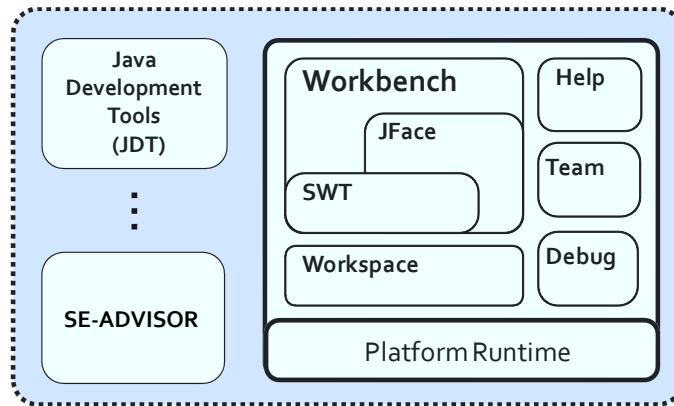 Java
Development
Tools
(JDT)
SE-ADVISOR
Workbench
JFace
SWT
Workspace
Help
Team
Debug
Platform Runtime